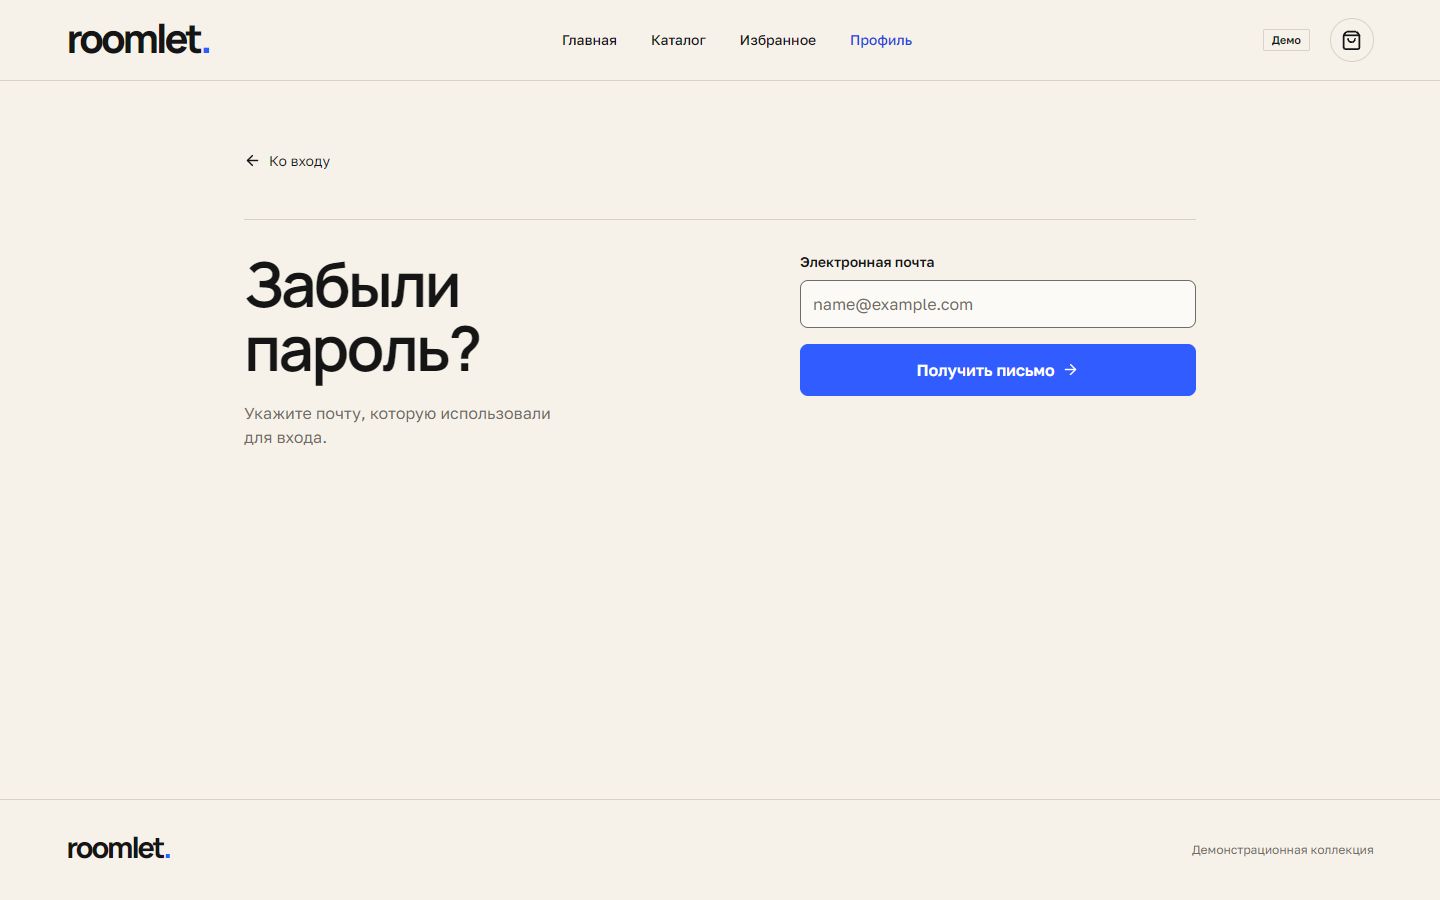 roomlet.
Главная
Каталог
Избранное
Профиль
Демо
Ко входу
Забыли
пароль?
Укажите почту, которую использовали
для входа.
Электронная почта
name@example.com
Получить письмо
roomlet.
Демонстрационная коллекция